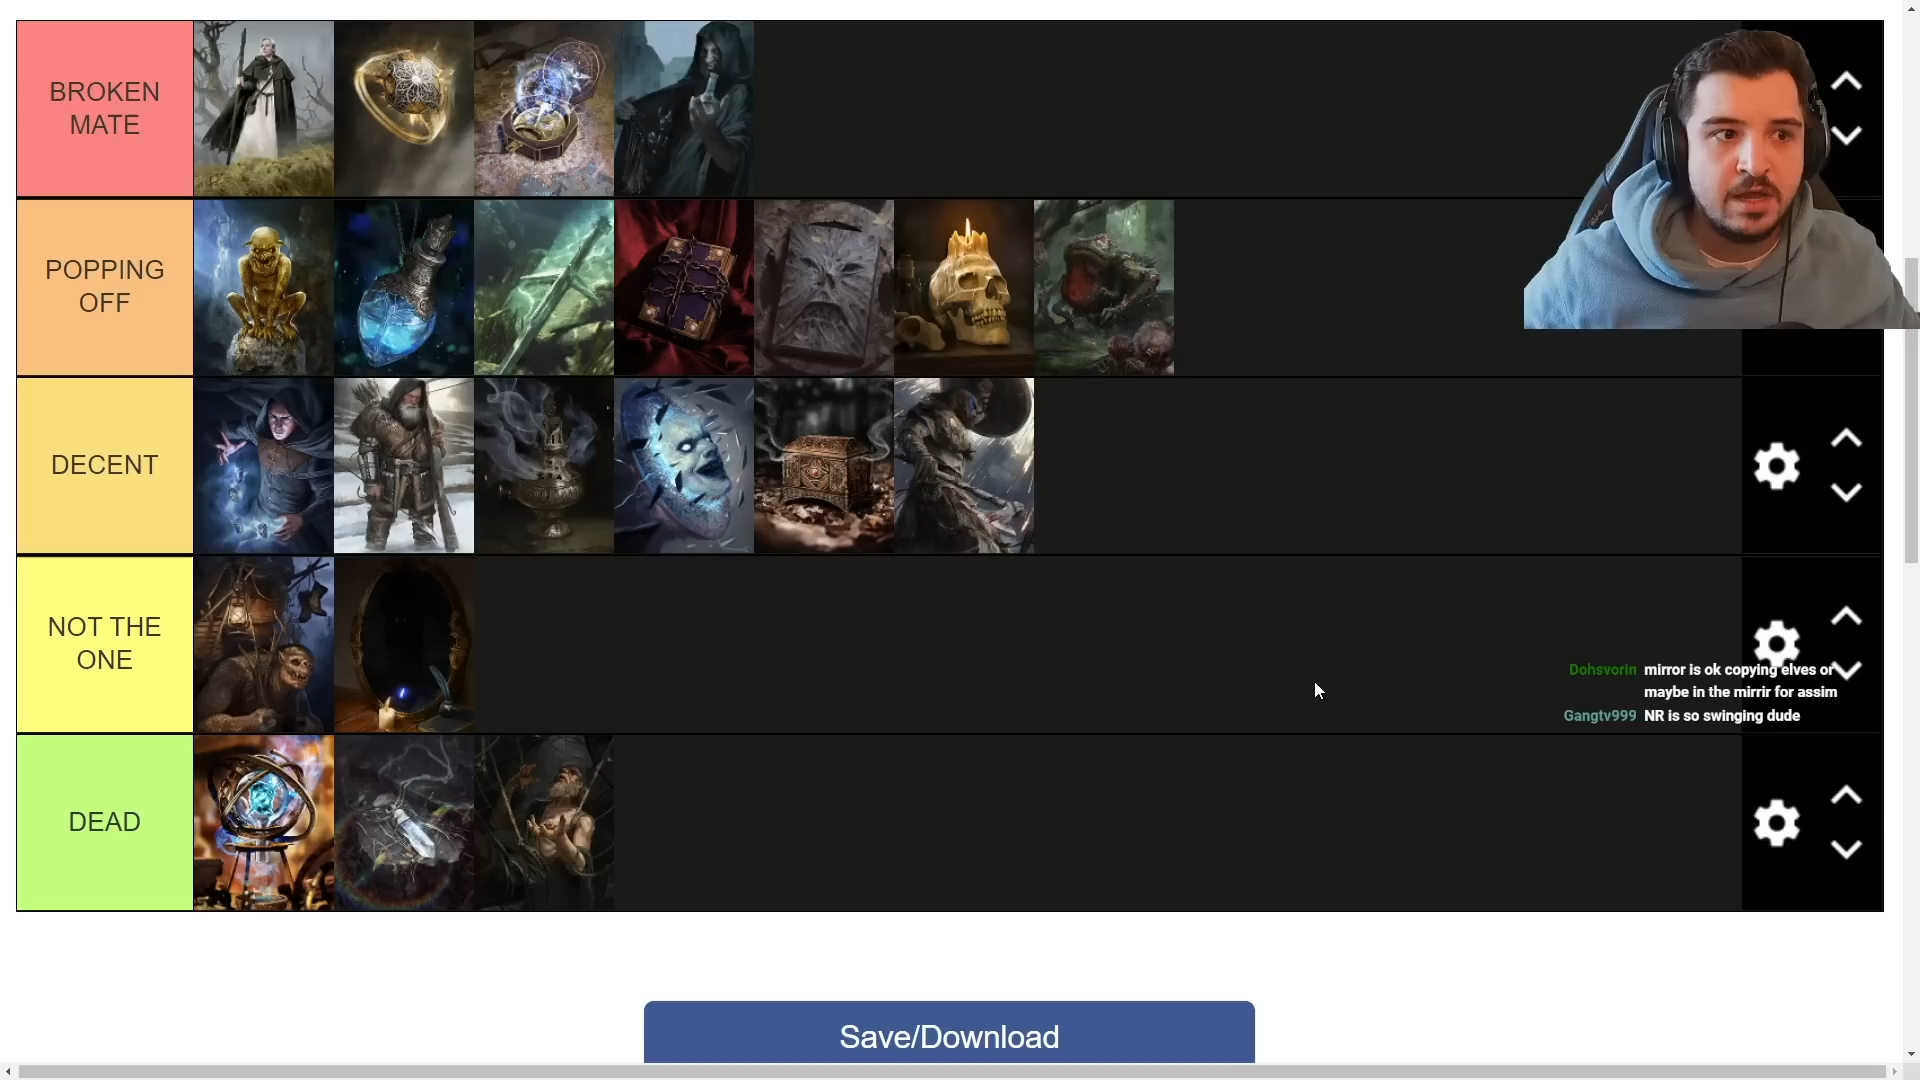 BROKEN
MATE
POPPING
OFF
DECENT
NOT THE
ONE
Dohsvorin mirror is ok copying elves or
maybe in the mirrir for assim
Gangtv999 NR is so swinging dude
DEAD
Save/Download